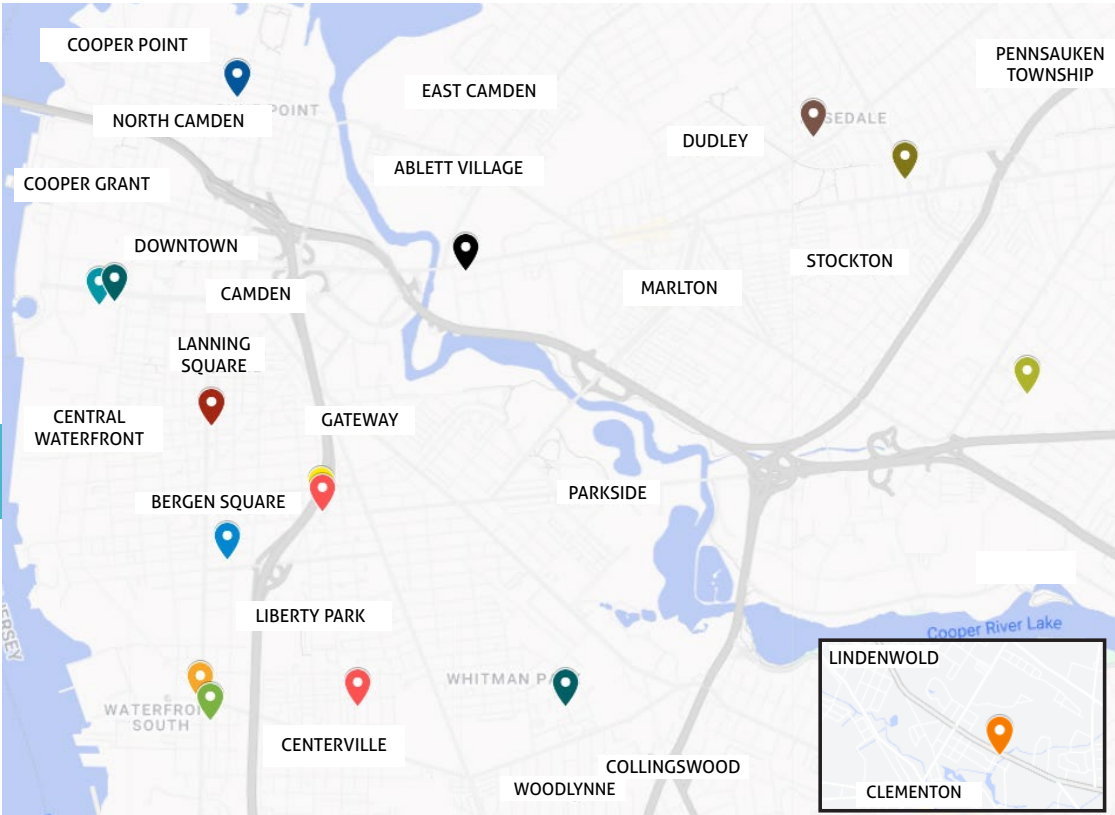 COOPER POINT
PENNSAUKEN
TOWNSHIP
EAST CAMDEN
POINT
NORTH CAMDEN
DUDLEY
ABLETT VILLAGE
COOPER GRANT
DOWNTOWN
STOCKTON
CAMDEN
MARLTON
LANNING
SQUARE
CENTRAL
WATERFRONT
GATEWAY
PARKSIDE
BERGEN SQUARE
LIBERTY PARK
Cooper River Lake
LINDENWOLD
WHITMAN
SOUTH
CENTERVILLE
COLLINGSWOOD
WOODLYNNE
CLEMENTON